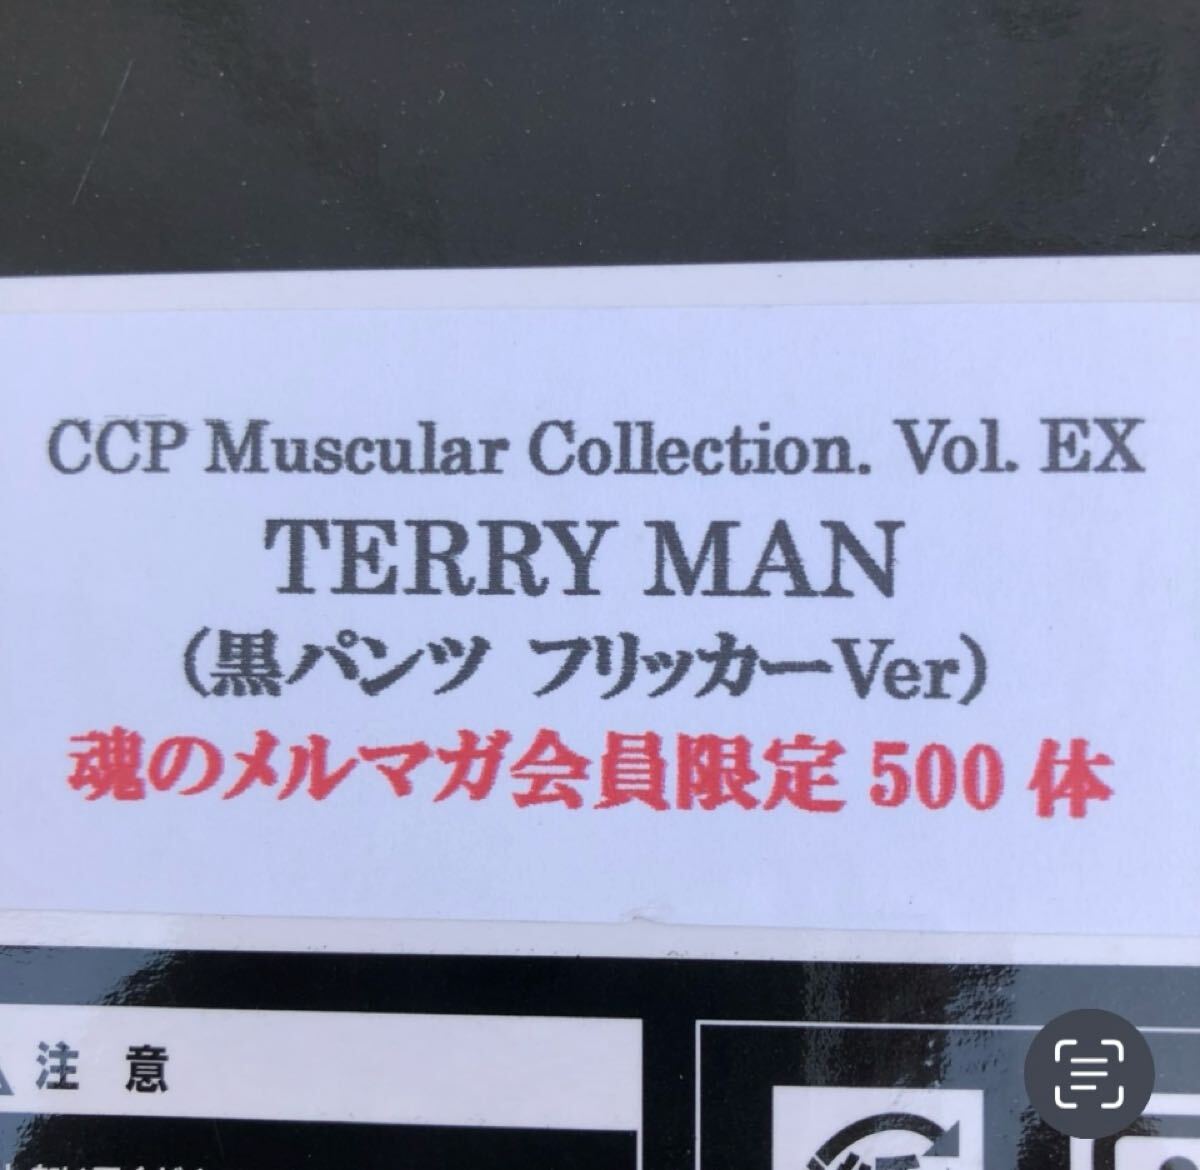 CCP Muscular Collection. Vol. EX
TERRY MAN
（黒パンツ フリッカーVer）
魂のメルマガ会員限定 500 体
注 意